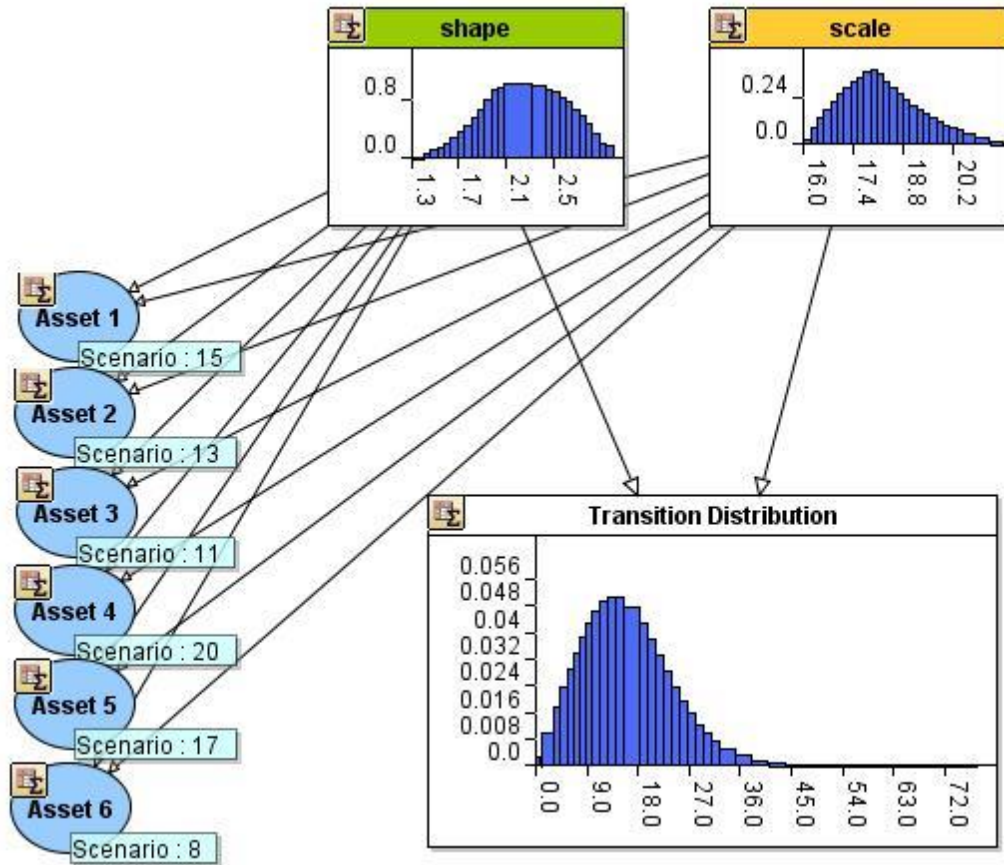 shape
0.8
0.0
1.3
1.7
2.1
2.5
scale
0.24
0.0
16.0
17.4
18.8
20.2
Asset 1
Scenario : 15
Asset 2
Scenario : 13
Asset 3
Scenario : 11
Asset 4
Scenario : 20
Asset 5
Scenario : 17
Asset 6
Scenario : 8
Transition Distribution
0.056
0.048
0.04
0.032
0.024
0.016
0.008
0.0
0.0
9.0
18.0
27.0
36.0
45.0
54.0
63.0
72.0